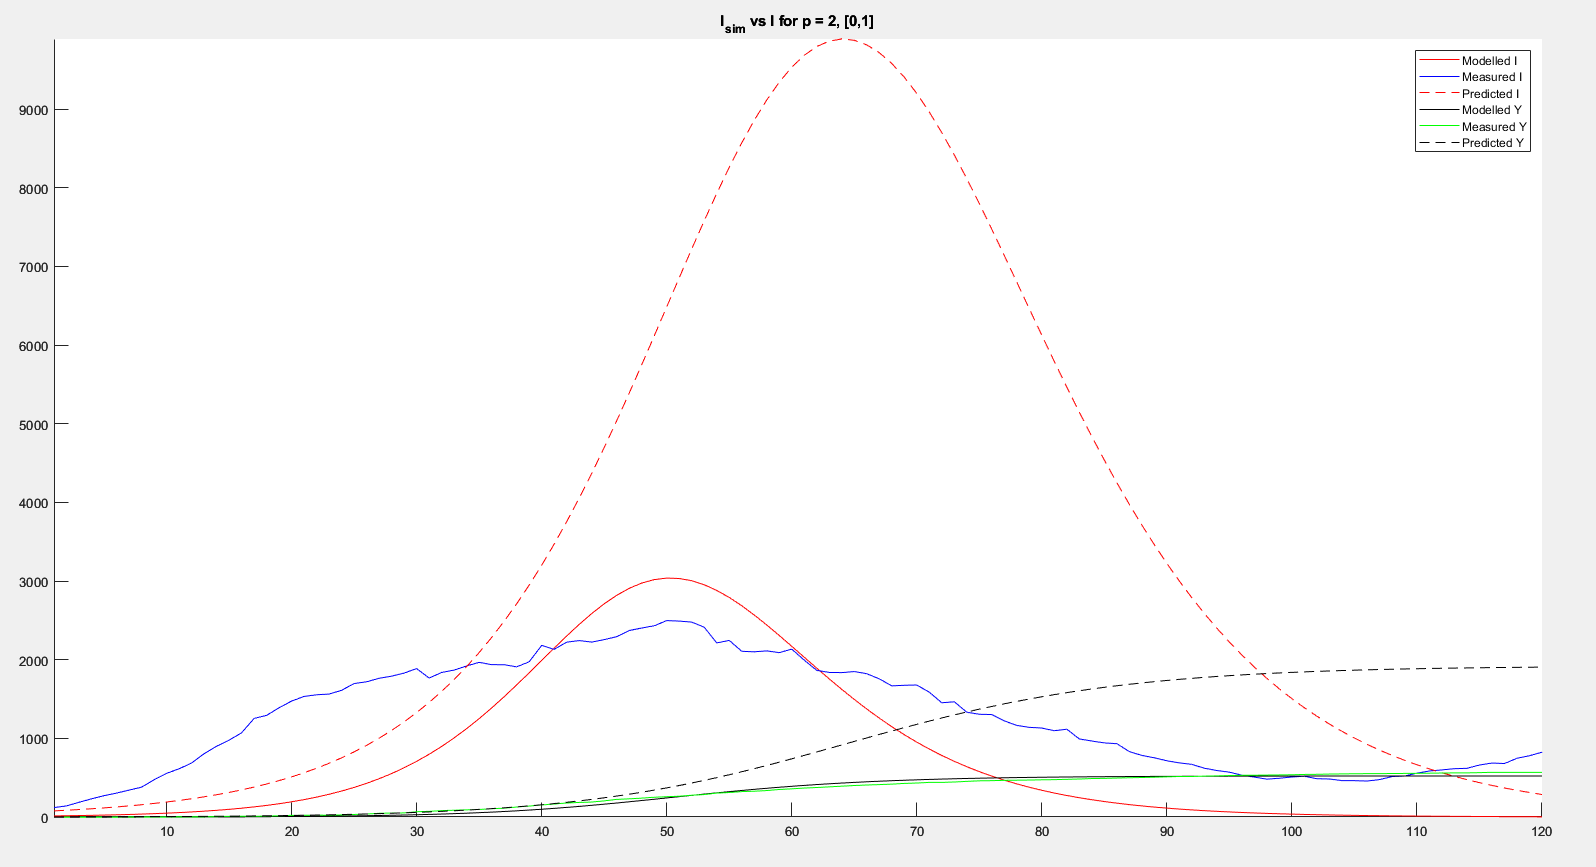 I_sim vs I for p = 2, [0,1]
Modelled I
Measured I
Predicted I
Modelled Y
Measured Y
Predicted Y
9000
8000
7000
6000
5000
4000
3000
2000
1000
0
10 20 30 40 50 60 70 80 90 100 110 120